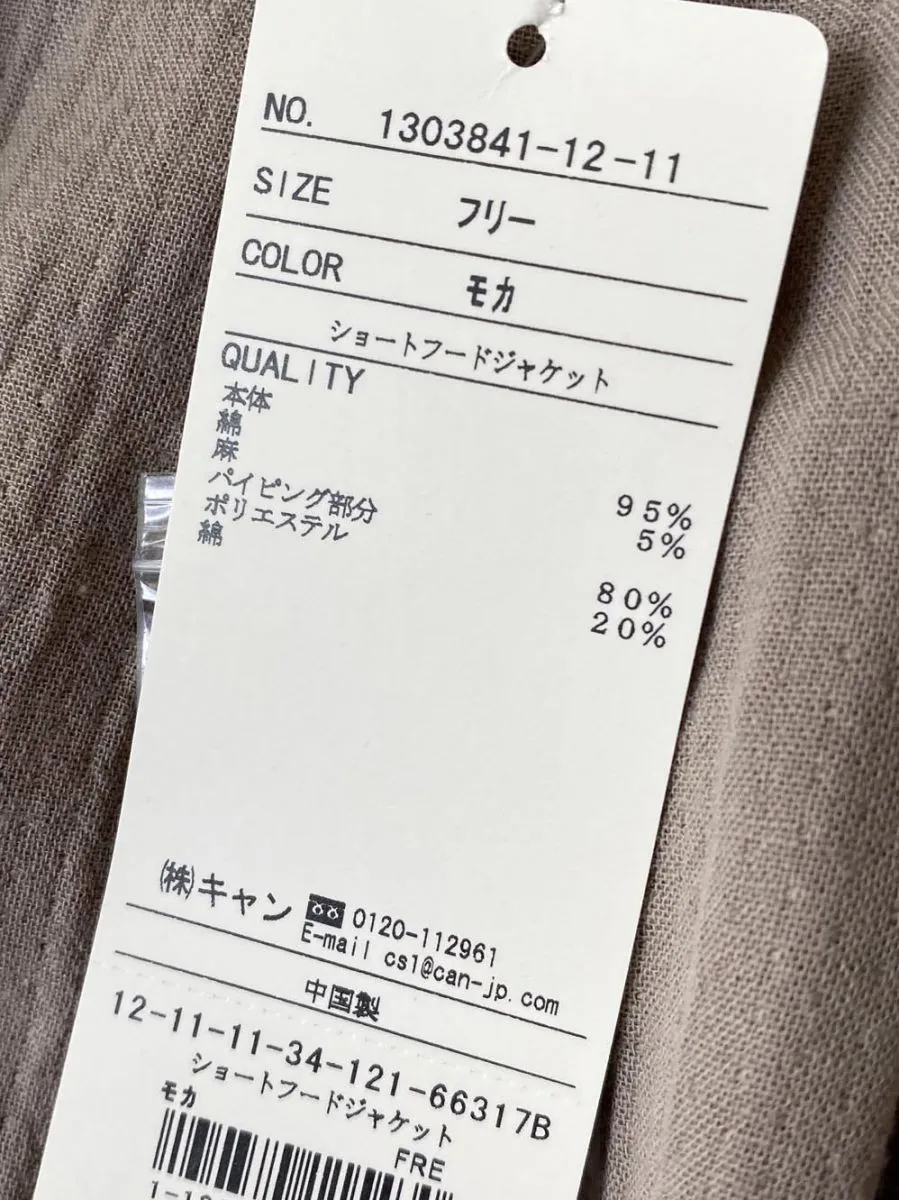 NO. 1303841-12-11
SIZE フリー
COLOR モカ
ショートフードジャケット
QUALITY
本体
綿 95%
麻 5%
パイピング部分
ポリエステル 80%
綿 20%
㈱キャン 0120-112961
E-mail cs1@can-jp.com
中国製
12-11-11-34-121-66317B
ショートフードジャケット
モカ
FRE